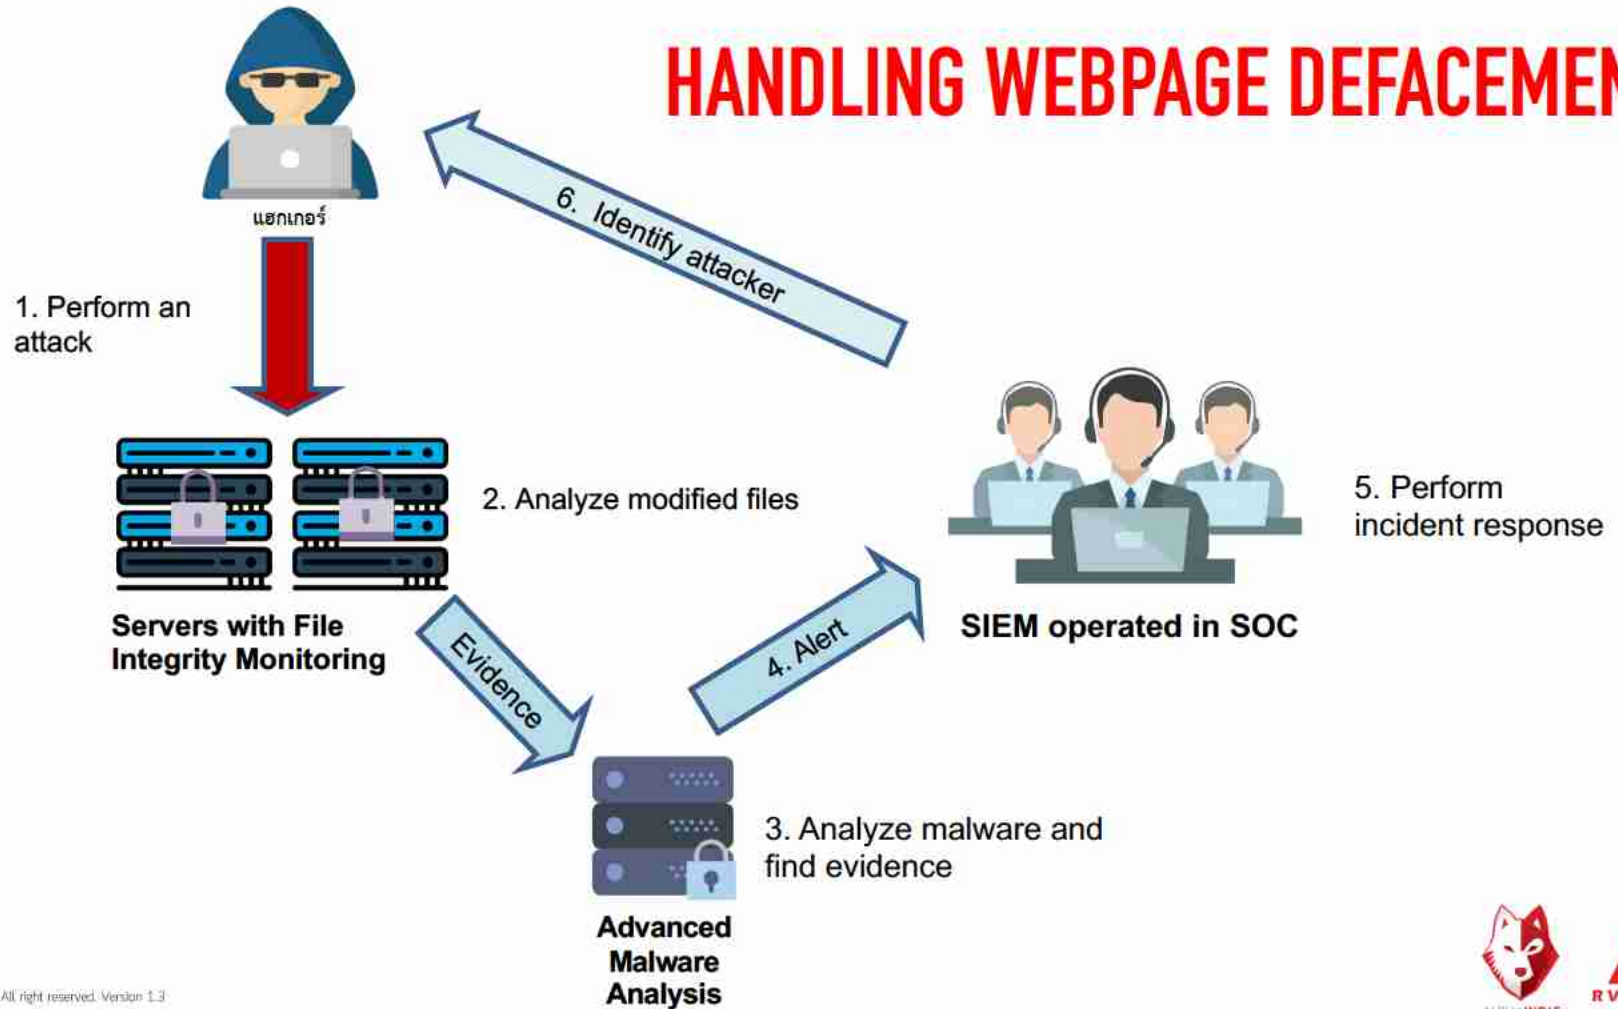 HANDLING WEBPAGE DEFACEMEN
แฮกเกอร์
6. Identify attacker
1. Perform an
attack
2. Analyze modified files
5. Perform
incident response
Servers with File
Integrity Monitoring
Evidence
4. Alert
SIEM operated in SOC
3. Analyze malware and
find evidence
Advanced
Malware
Analysis
All right reserved. Version 1.3
R V